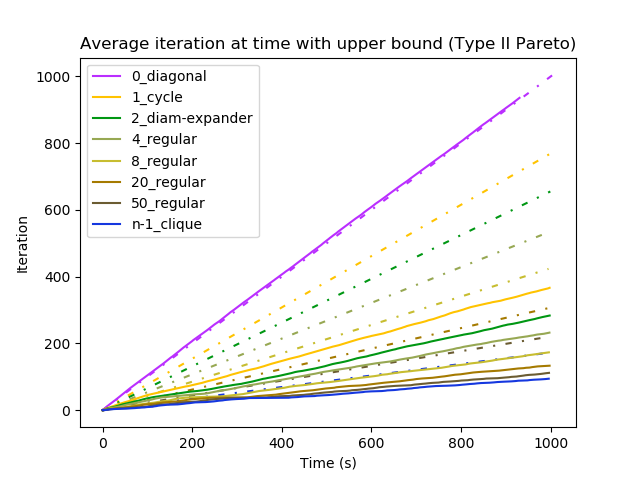 Average iteration at time with upper bound (Type II Pareto)
0_diagonal
1_cycle
2_diam-expander
4_regular
8_regular
20_regular
50_regular
n-1_clique
1000
800
600
400
200
0
Iteration
0 200 400 600 800 1000
Time (s)